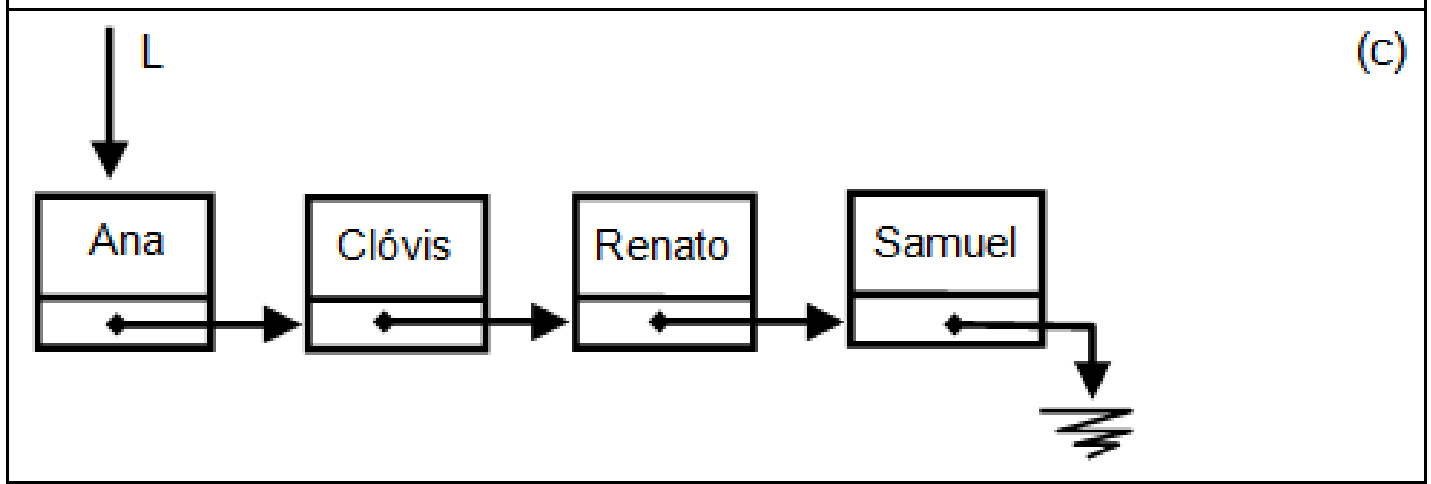 L
(c)
Ana
Clóvis
Renato
Samuel